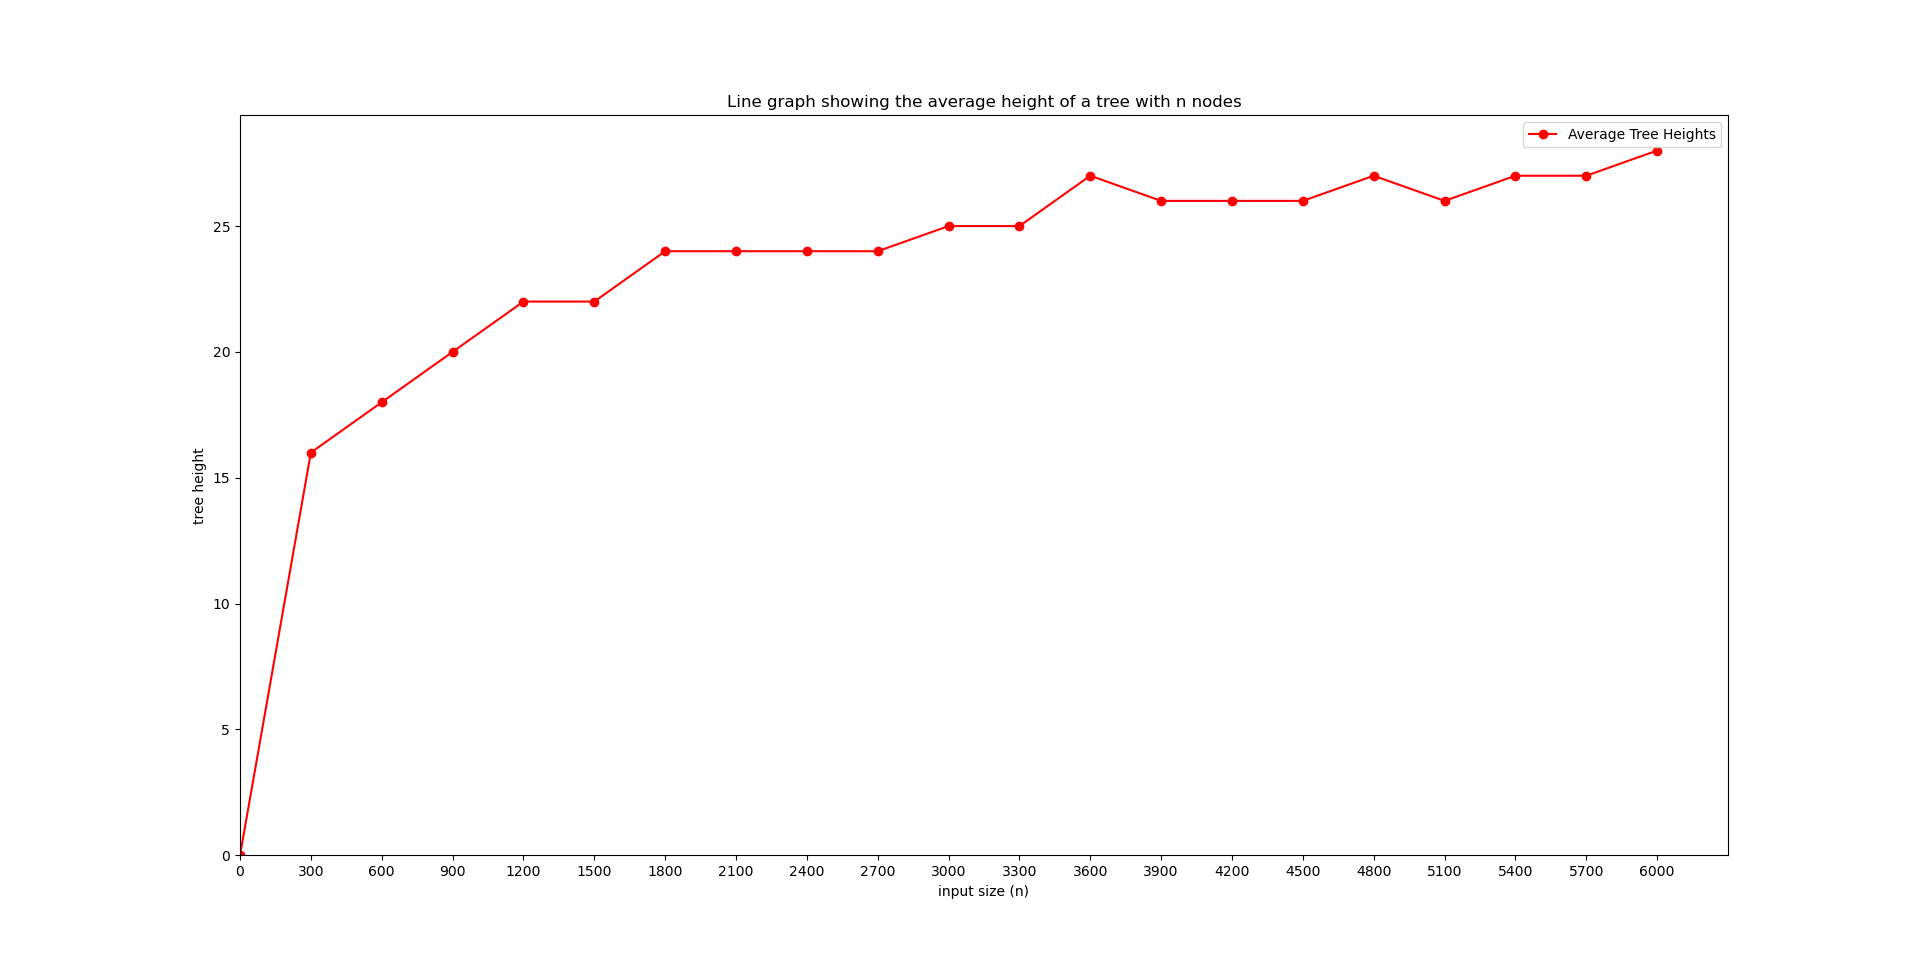 Line graph showing the average height of a tree with n nodes
Average Tree Heights
25
20
15
10
5
0
tree height
0 300 600 900 1200 1500 1800 2100 2400 2700 3000 3300 3600 3900 4200 4500 4800 5100 5400 5700 6000
input size (n)